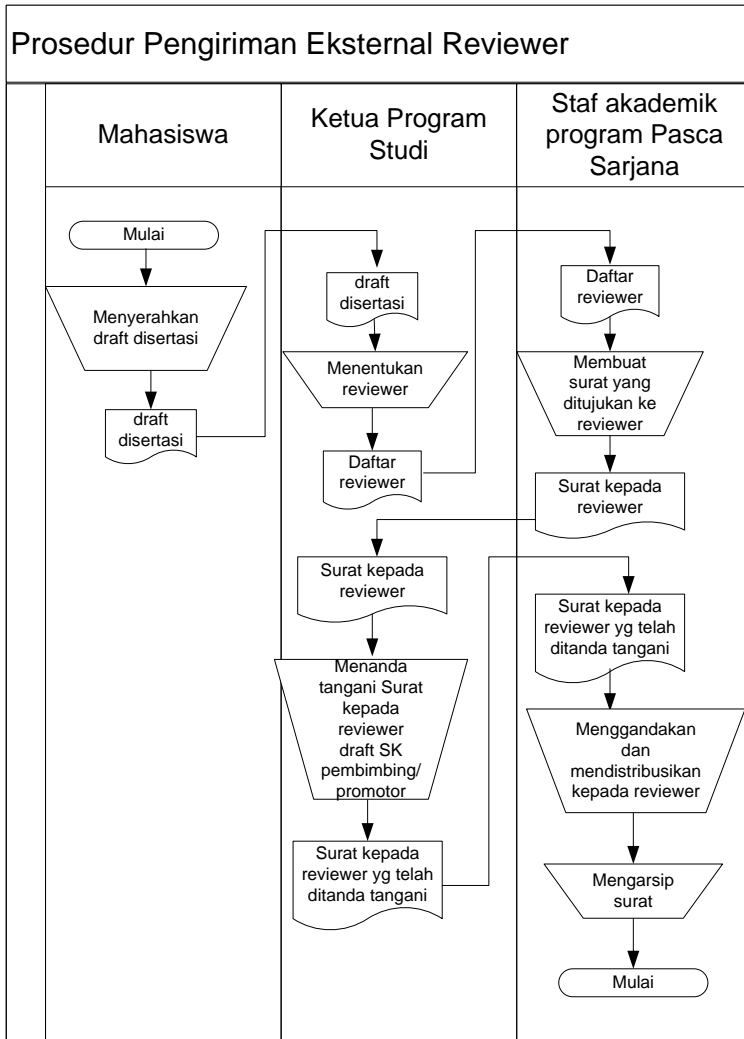 Prosedur Pengiriman Eksternal Reviewer
Mahasiswa
Ketua Program
Studi
Staf akademik
program Pasca
Sarjana
Mulai
Menyerahkan
draft disertasi
draft
disertasi
draft
disertasi
Menentukan
reviewer
Daftar
reviewer
Daftar
reviewer
Membuat
surat yang
ditujukan ke
reviewer
Surat kepada
reviewer
Surat kepada
reviewer
Menanda
tangani Surat
kepada
reviewer
draft SK
pembimbing/
promotor
Surat kepada
reviewer yg telah
ditanda tangani
Surat kepada
reviewer yg telah
ditanda tangani
Menggandakan
dan
mendistribusikan
kepada reviewer
Mengarsip
surat
Mulai